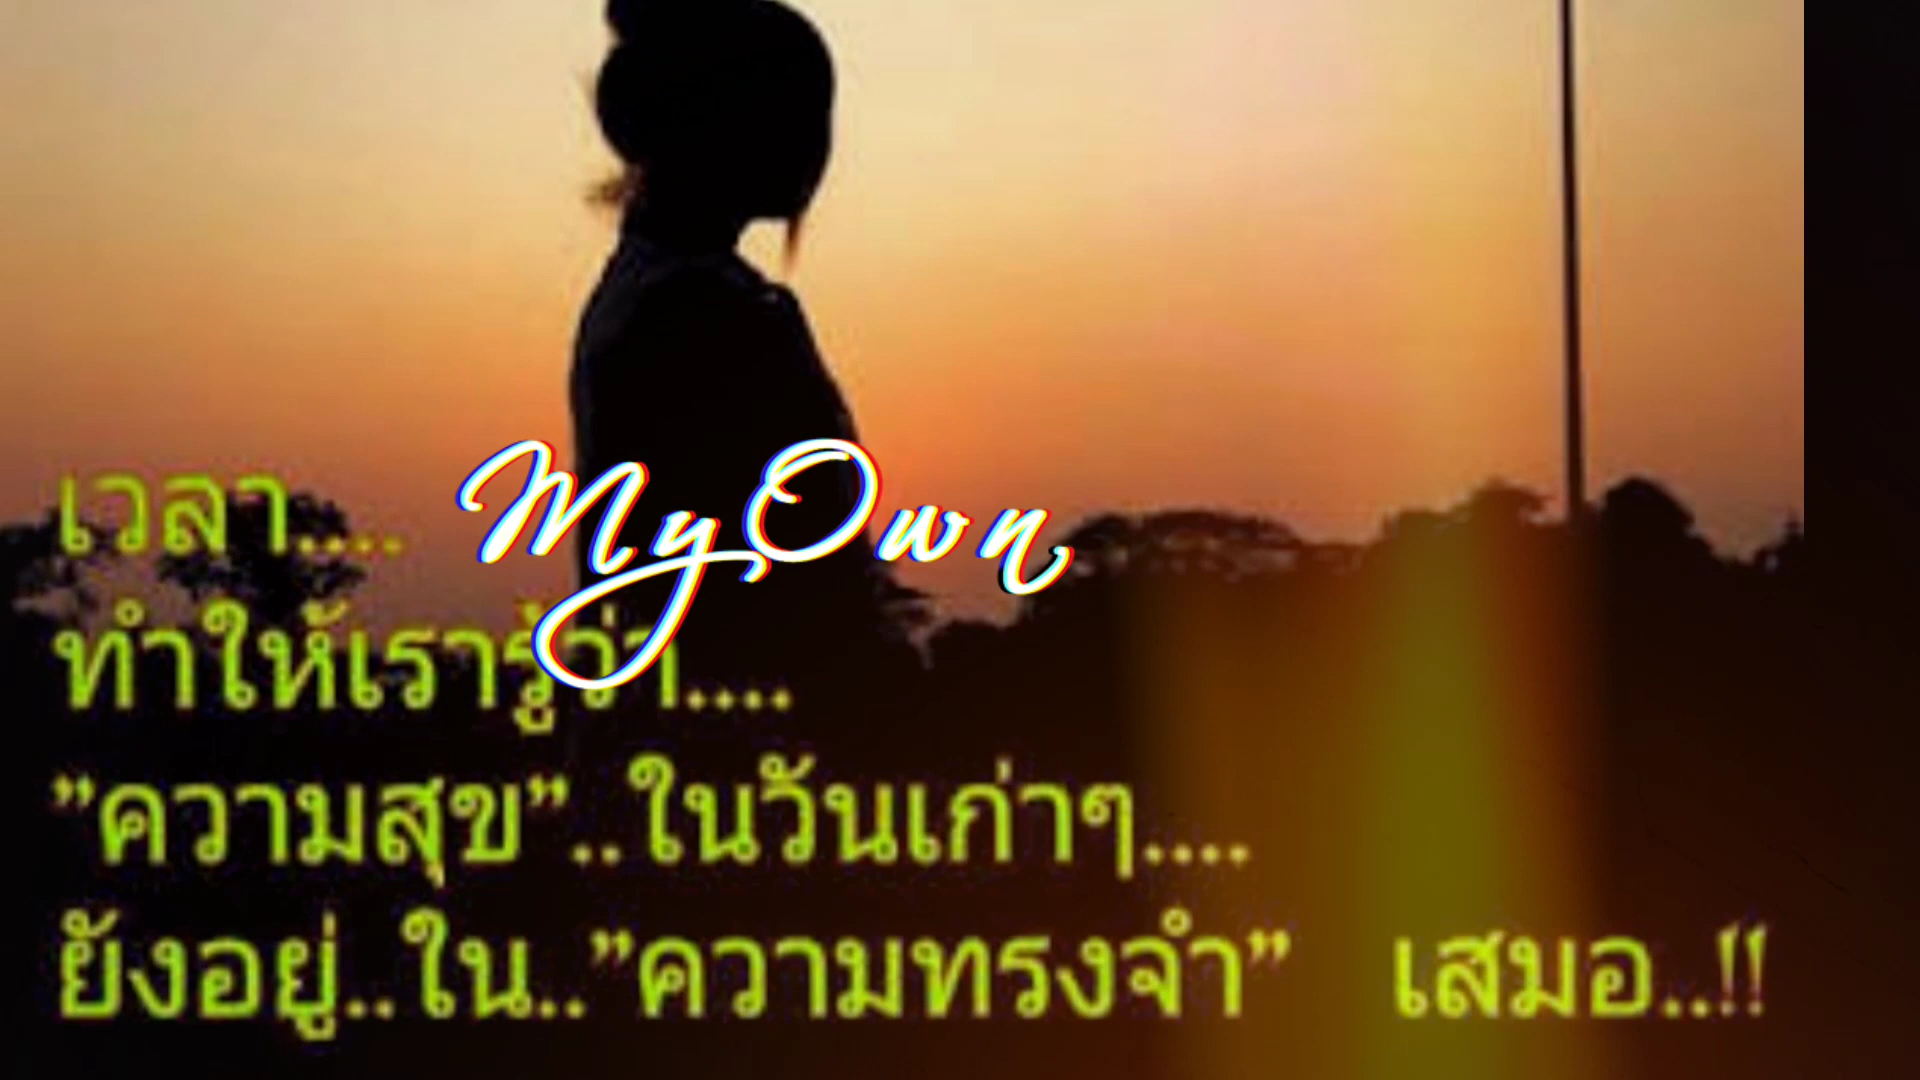 เวลา....
My Own
ทำให้เรารู้ว่า....
”ความสุข”..ในวันเก่าๆ....
ยังอยู่..ใน..”ความทรงจำ” เสมอ..!!